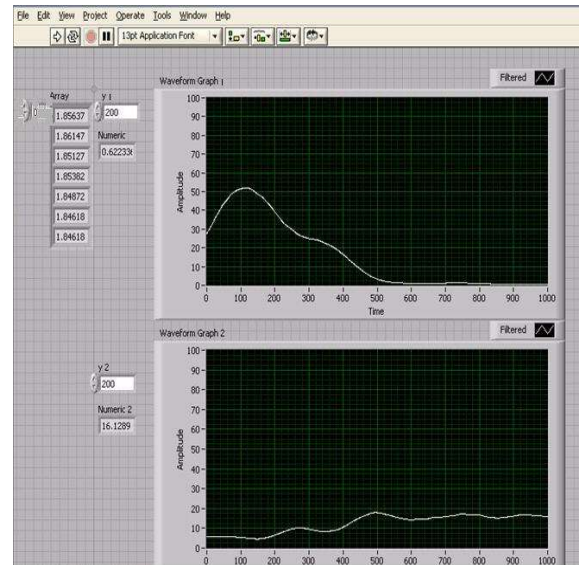 File Edit View Project Operate Tools Window Help
13pt Application Font
Array
0
1.85637
1.86147
1.85127
1.85382
1.84872
1.84618
1.84618
y 1
200
Numeric
Waveform Graph 1
Filtered
100
90
80
70
60
50
40
30
20
10
0
Amplitude
0 100 200 300 400 500 600 700 800 900 1000
Time
y 2
200
Numeric 2
16.1289
Waveform Graph 2
Filtered
100
90
80
70
60
50
40
30
20
10
0
Amplitude
0 100 200 300 400 500 600 700 800 900 1000